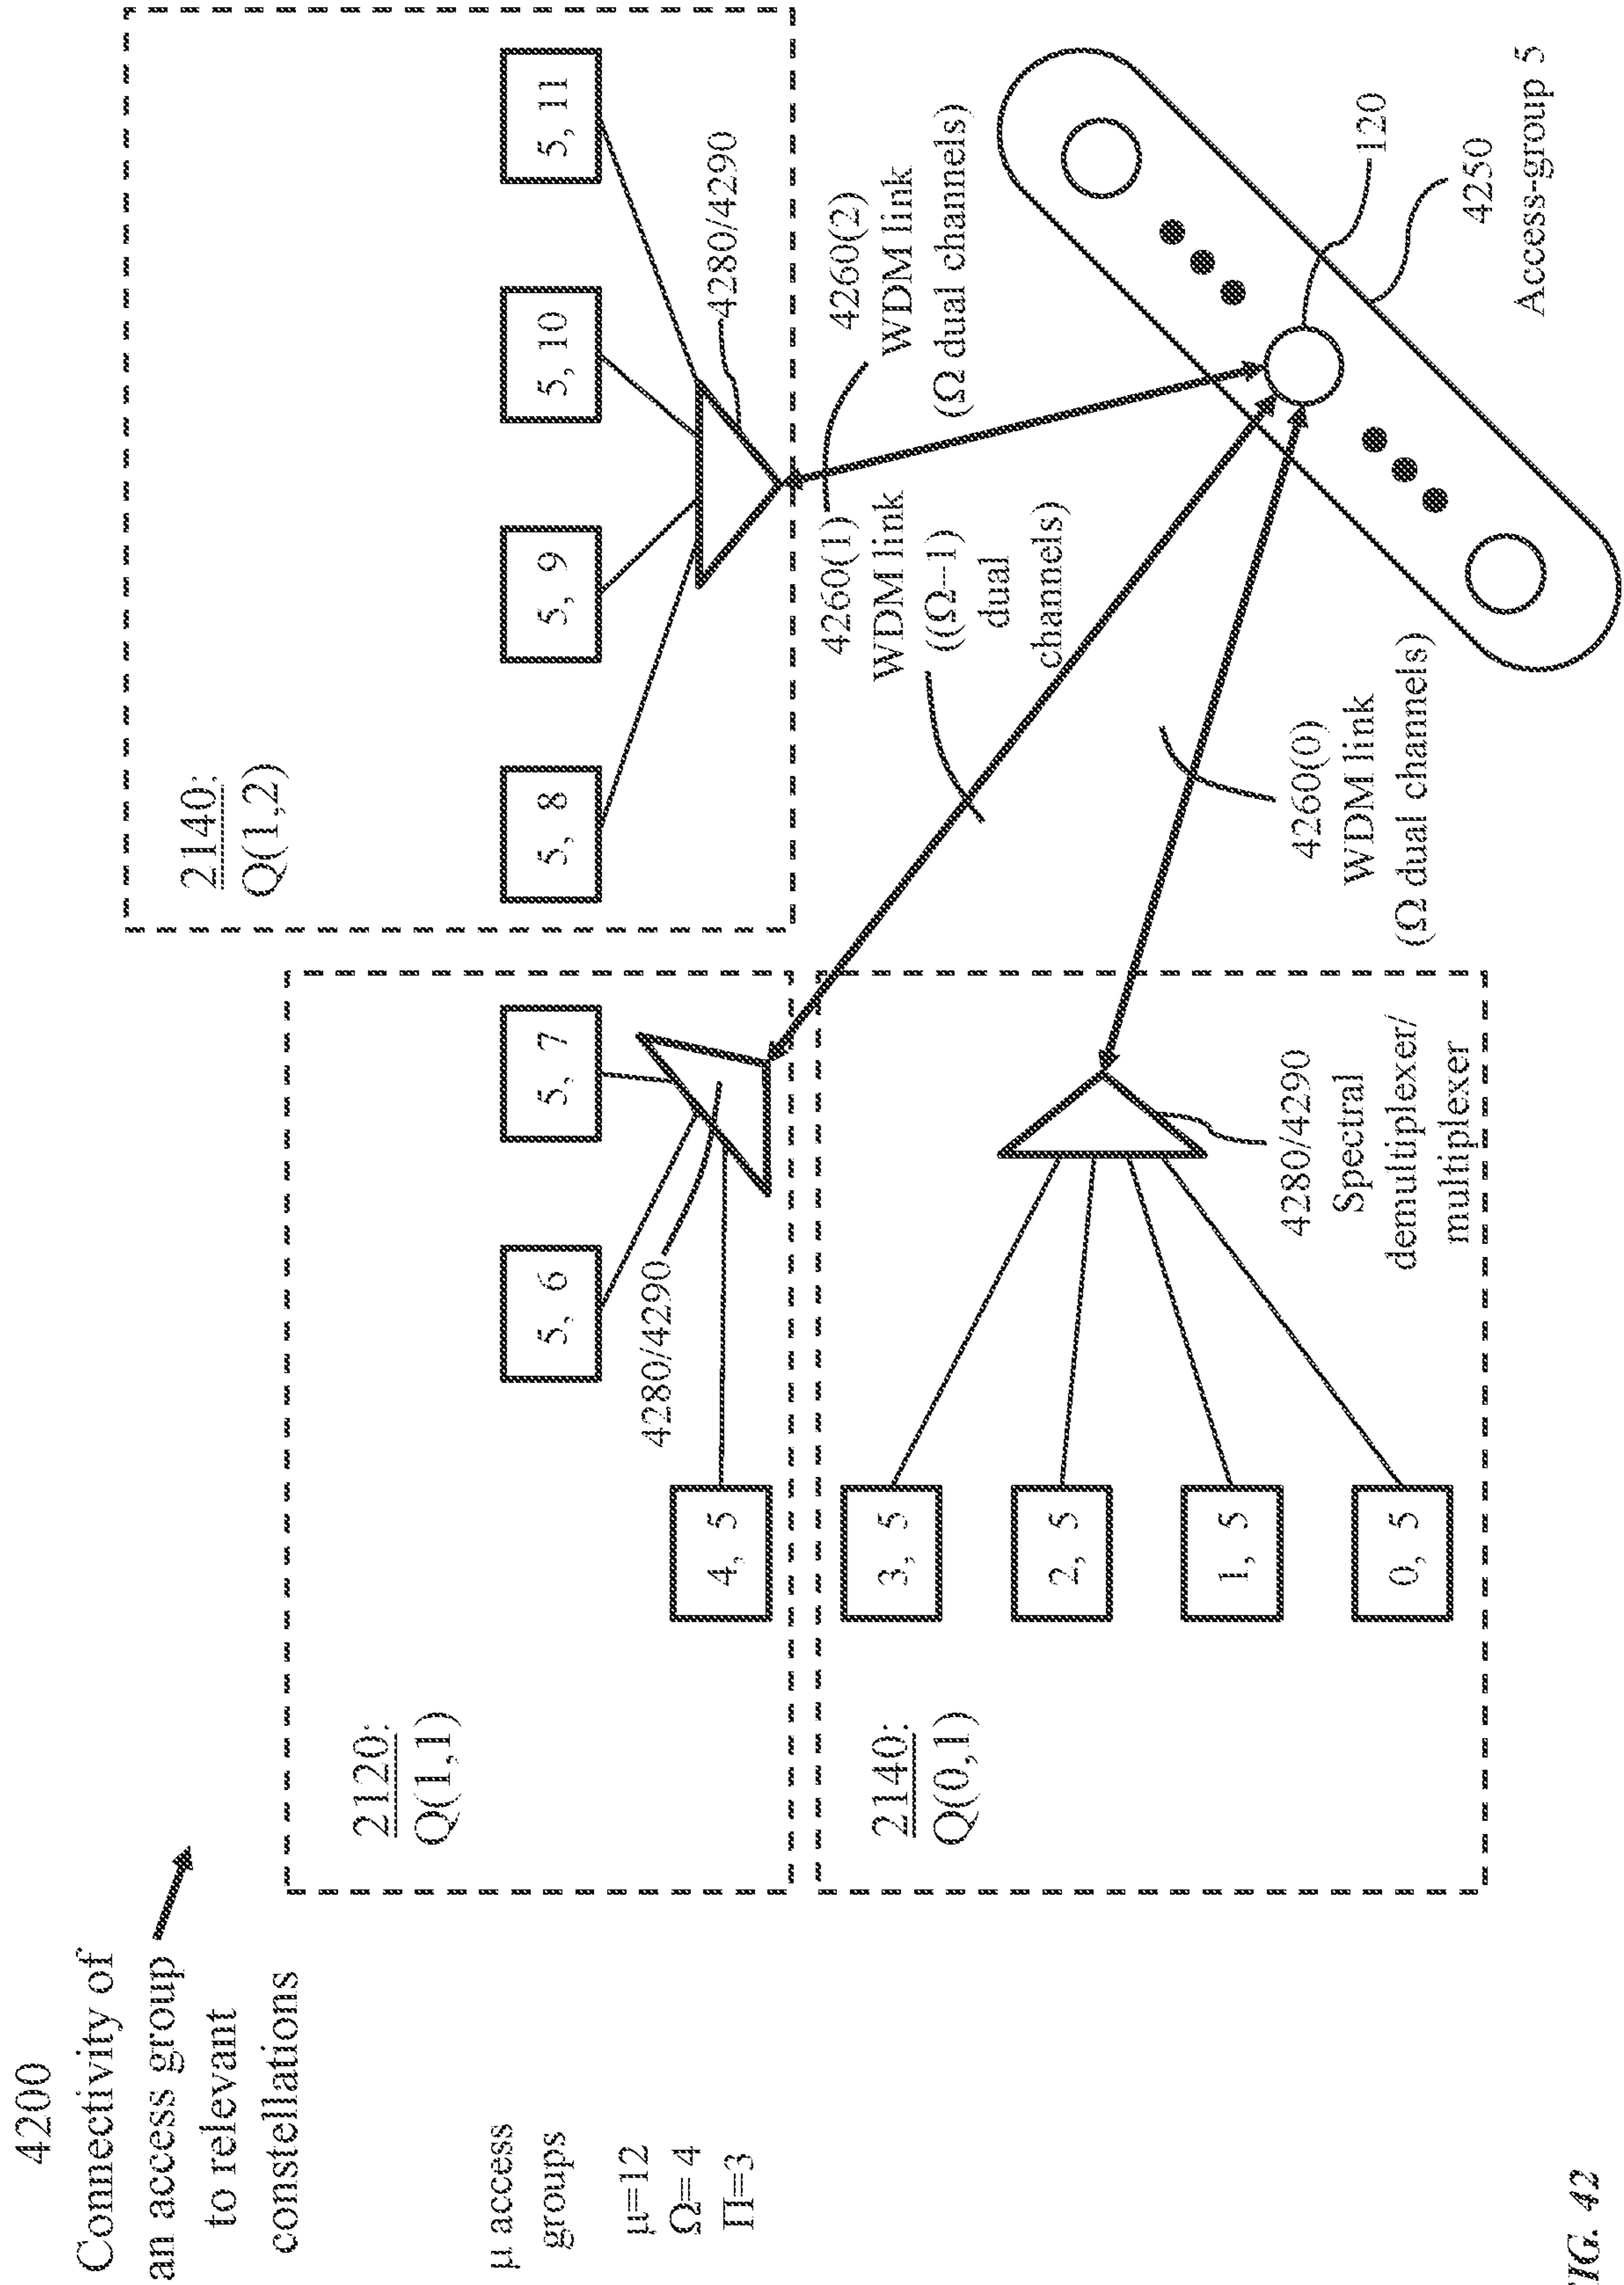 4200
Connectivity of
an access group
to relevant
constellations
μ access
groups
μ=12
Ω=4
Π=3
2120:
Q(1,1)
4, 5
5, 6
5, 7
4280/4290
2140:
Q(1,2)
5, 8
5, 9
5, 10
5, 11
4280/4290
2140:
Q(0,1)
3, 5
2, 5
1, 5
0, 5
4280/4290
Spectral
demultiplexer/
multiplexer
4260(1)
WDM link
((Ω−1)
dual
channels)
4260(2)
WDM link
(Ω dual channels)
4260(0)
WDM link
(Ω dual channels)
120
4250
Access-group 5
FIG. 42